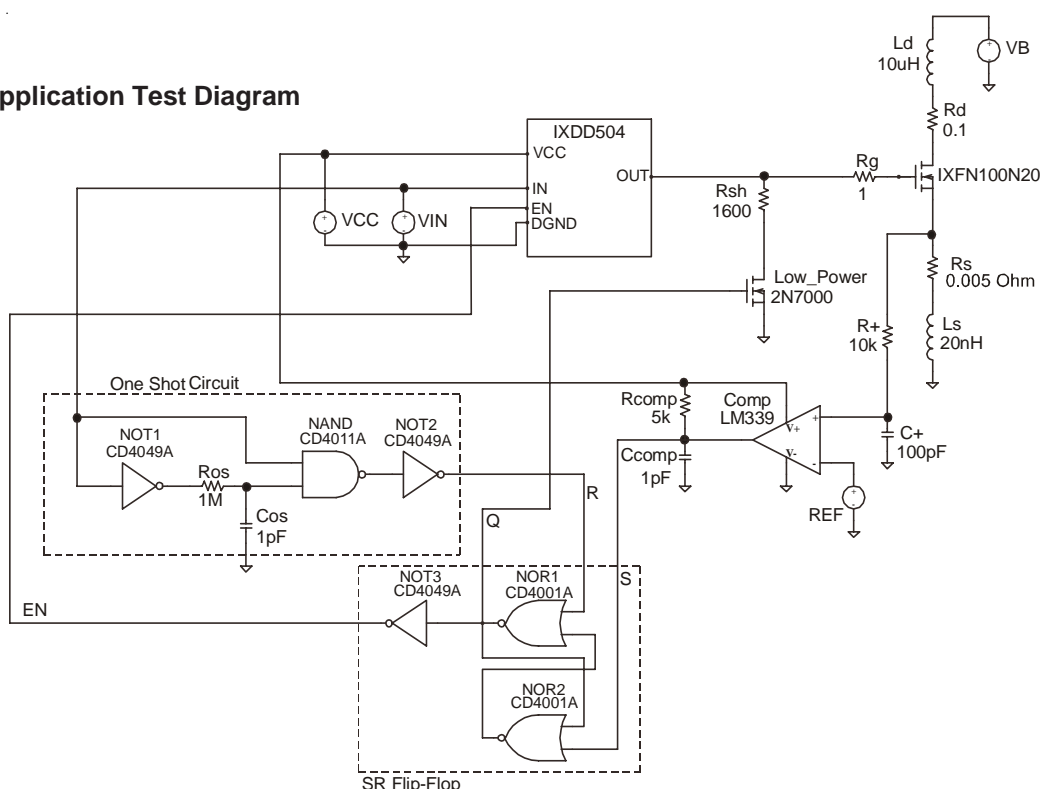 pplication Test Diagram
Ld
10uH
VB
Rd
0.1
IXFN100N20
IXDD504
VCC
IN
EN
DGND
OUT
Rg
1
Rsh
1600
VCC
VIN
Rs
0.005 Ohm
Low_Power
2N7000
R+
10k
Ls
20nH
One Shot Circuit
NOT1
CD4049A
Ros
1M
Cos
1pF
NAND
CD4011A
NOT2
CD4049A
Rcomp
5k
Ccomp
1pF
Comp
LM339
V+
V-
+
-
C+
100pF
REF
Q
R
S
EN
NOT3
CD4049A
NOR1
CD4001A
NOR2
CD4001A
SR Flip-Flop